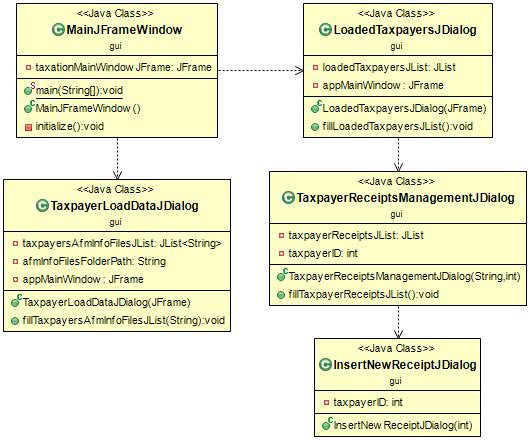 <<Java Class>>
MainJFrameWindow
gui
taxationMainWindow JFrame: JFrame
main(String[]):void
MainJFrameWindow()
initialize():void
<<Java Class>>
LoadedTaxpayersJDialog
gui
loadedTaxpayersJList: JList
appMainWindow: JFrame
LoadedTaxpayersJDialog(JFrame)
fillLoadedTaxpayersJList():void
<<Java Class>>
TaxpayerLoadDataJDialog
gui
taxpayersAfmInfoFilesJList: JList<String>
afmInfoFilesFolderPath: String
appMainWindow: JFrame
TaxpayerLoadDataJDialog(JFrame)
fillTaxpayersAfmInfoFilesJList(String):void
<<Java Class>>
TaxpayerReceiptsManagementJDialog
gui
taxpayerReceiptsJList: JList
taxpayerID: int
TaxpayerReceiptsManagementJDialog(String,int)
fillTaxpayerReceiptsJList():void
<<Java Class>>
InsertNewReceiptJDialog
gui
taxpayerID: int
InsertNewReceiptJDialog(int)